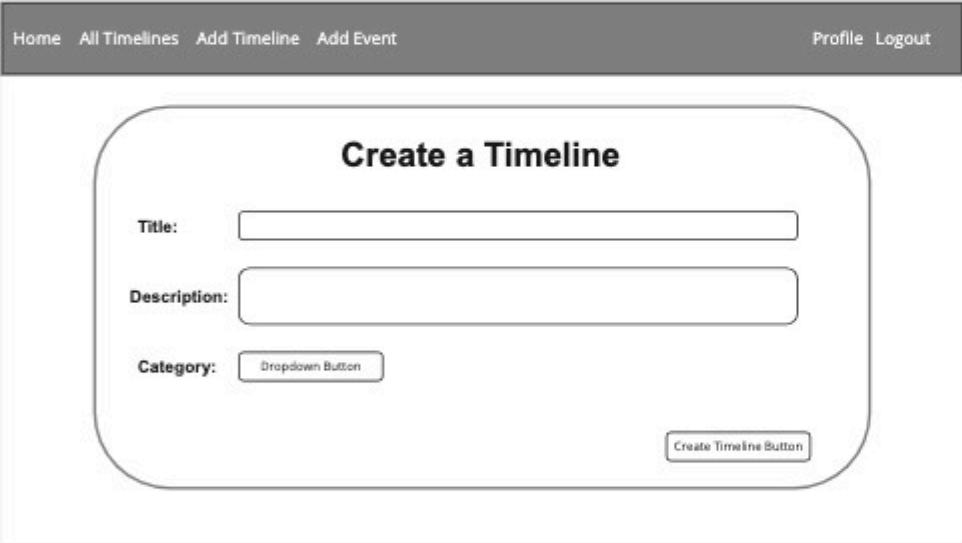 Home All Timelines Add Timeline Add Event Profile Logout
Create a Timeline
Title:
Description:
Category: Dropdown Button
Create Timeline Button